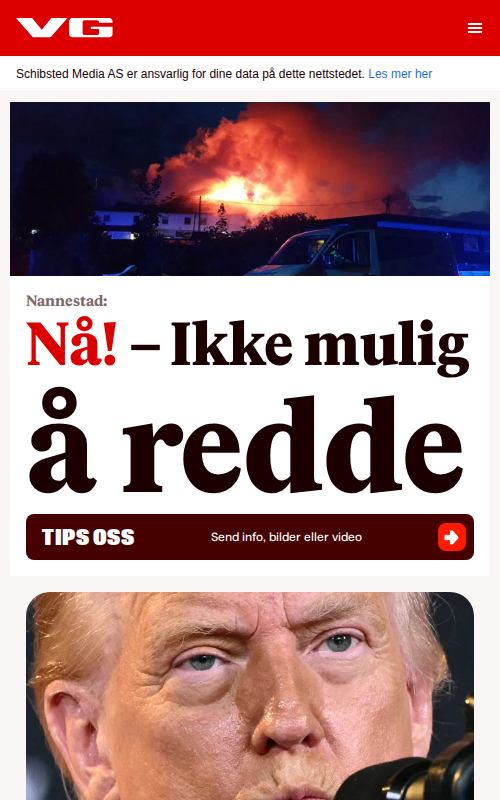 VG
Schibsted Media AS er ansvarlig for dine data på dette nettstedet. Les mer her
Nannestad:
Nå! – Ikke mulig
å redde
TIPS OSS Send info, bilder eller video